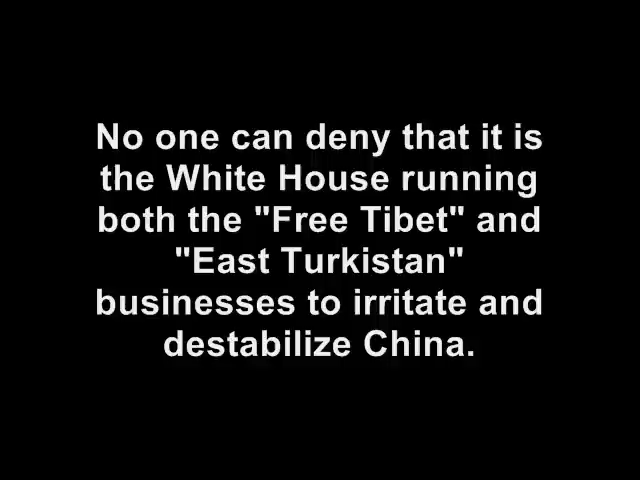 No one can deny that it is
the White House running
both the "Free Tibet" and
"East Turkistan"
businesses to irritate and
destabilize China.